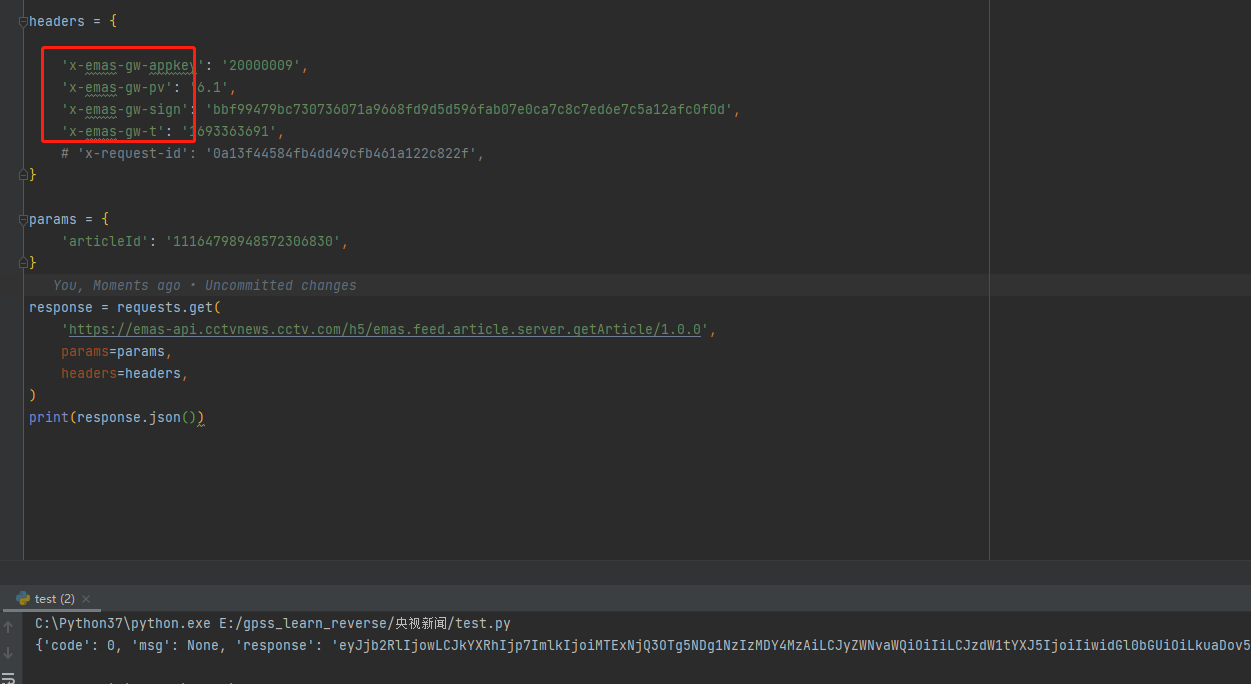 headers = {
'x-emas-gw-appkey': '20000009',
'x-emas-gw-pv': '6.1',
'x-emas-gw-sign': 'bbf99479bc730736071a9668fd9d5d596fab07e0ca7c8c7ed6e7c5a12afc0f0d',
'x-emas-gw-t': '1693363691',
# 'x-request-id': '0a13f44584fb4dd49cfb461a122c822f',
}
params = {
'articleId': '11164798948572306830',
}
You, Moments ago • Uncommitted changes
response = requests.get(
'https://emas-api.cctvnews.cctv.com/h5/emas.feed.article.server.getArticle/1.0.0',
params=params,
headers=headers,
)
print(response.json())
test (2) ×
C:\Python37\python.exe E:/gpss_learn_reverse/央视新闻/test.py
{'code': 0, 'msg': None, 'response': 'eyJjb2RlIjowLCJkYXRhIjp7ImlkIjoiMTExNjQ3OTg5NDg1NzIzMDY4MzAiLCJyZWNvaWQiOiIiLCJzdW1tYXJ5IjoiIiwidGl0bGUiOiLkuaDov5